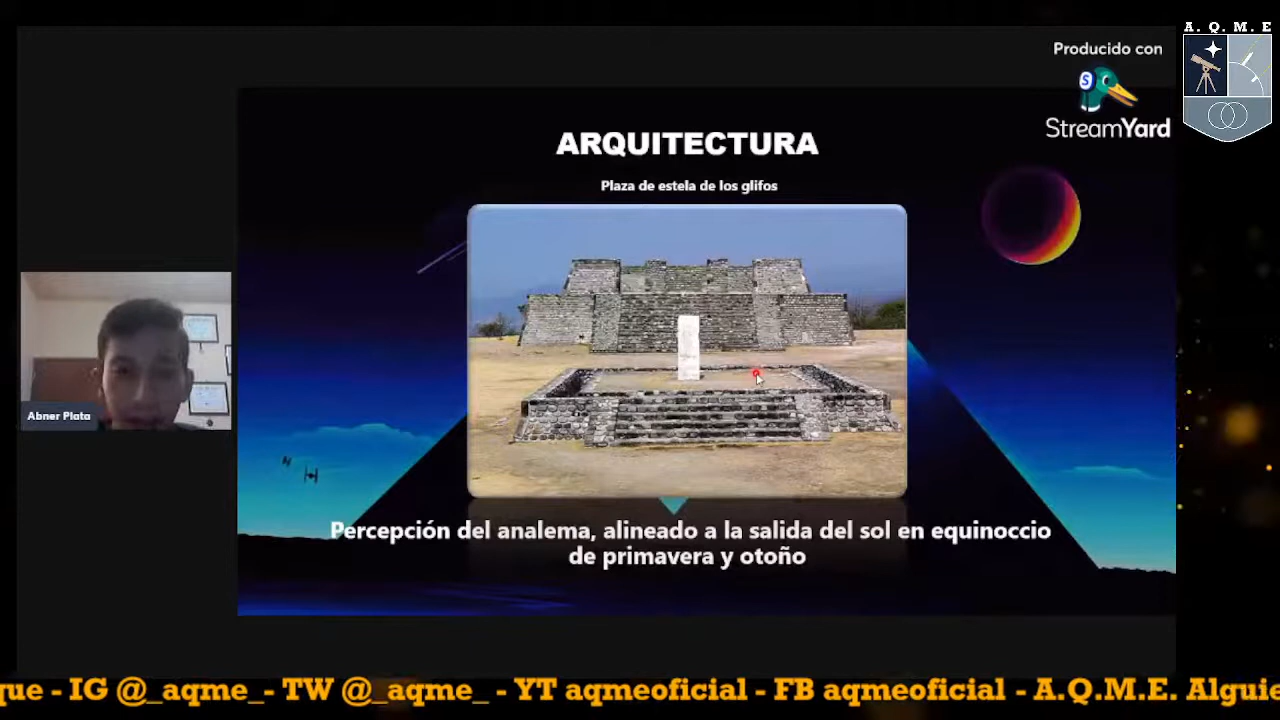 A. Q. M. E
Producido con
S
StreamYard
ARQUITECTURA
Plaza de estela de los glifos
Abner Plata
Percepción del analema, alineado a la salida del sol en equinoccio
de primavera y otoño
que - IG @_aqme_- TW @_aqme_ - YT aqmeoficial - FB aqmeoficial - A.Q.M.E. Alguie